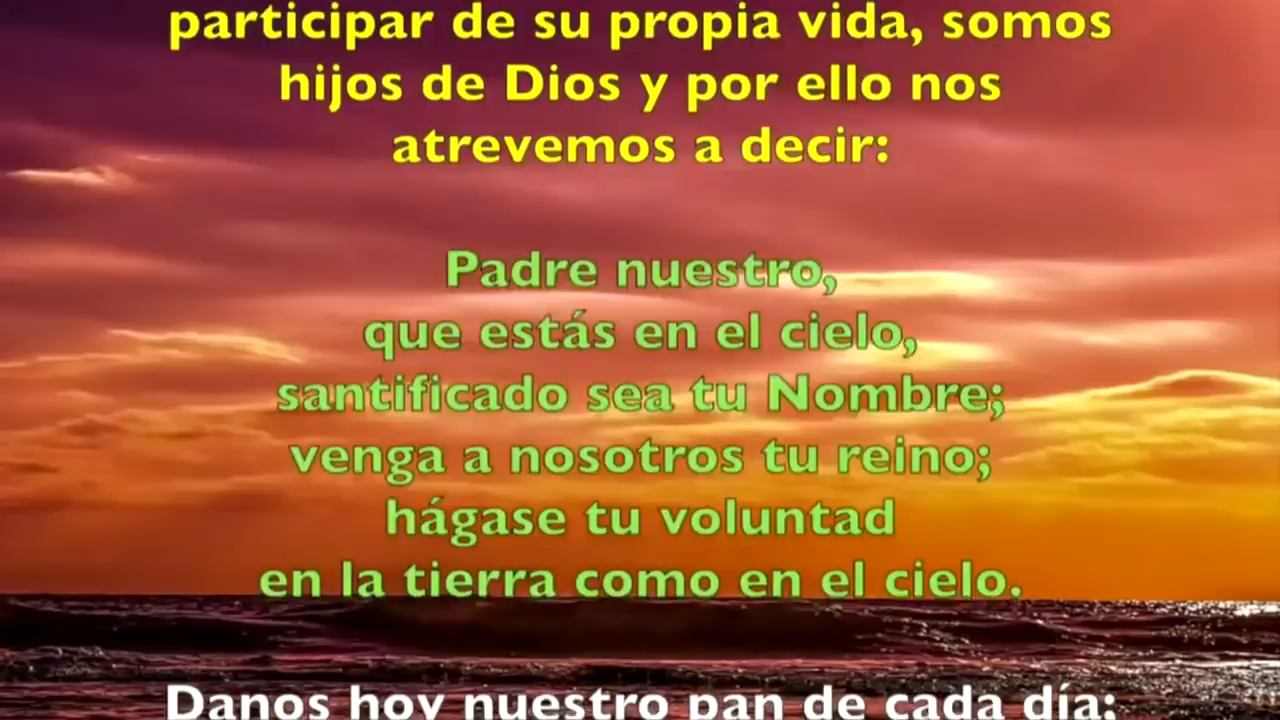 participar de su propia vida, somos
hijos de Dios y por ello nos
atrevemos a decir:
Padre nuestro,
que estás en el cielo,
santificado sea tu Nombre;
venga a nosotros tu reino;
hágase tu voluntad
en la tierra como en el cielo.
Danos hoy nuestro pan de cada día;